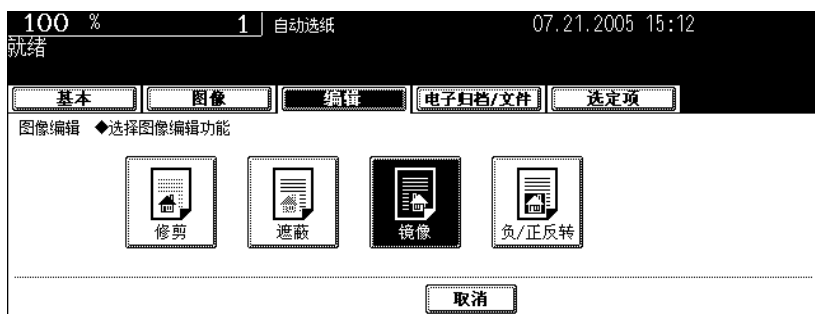 100 % 1 自动选纸 07.21.2005 15:12
就绪
基本 图像 编辑 电子归档/文件 选定项
图像编辑 ◆选择图像编辑功能
修剪 遮蔽 镜像 负/正反转
取消